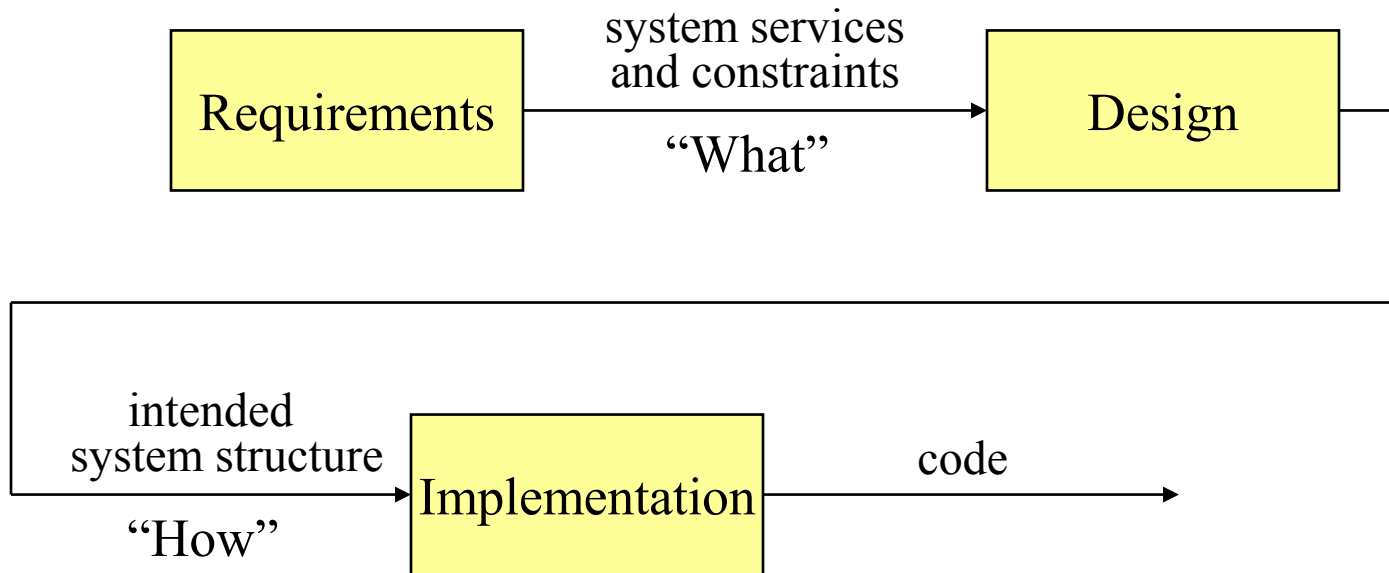 system services
and constraints
Requirements
Design
“What”
intended
system structure
code
Implementation
“How”